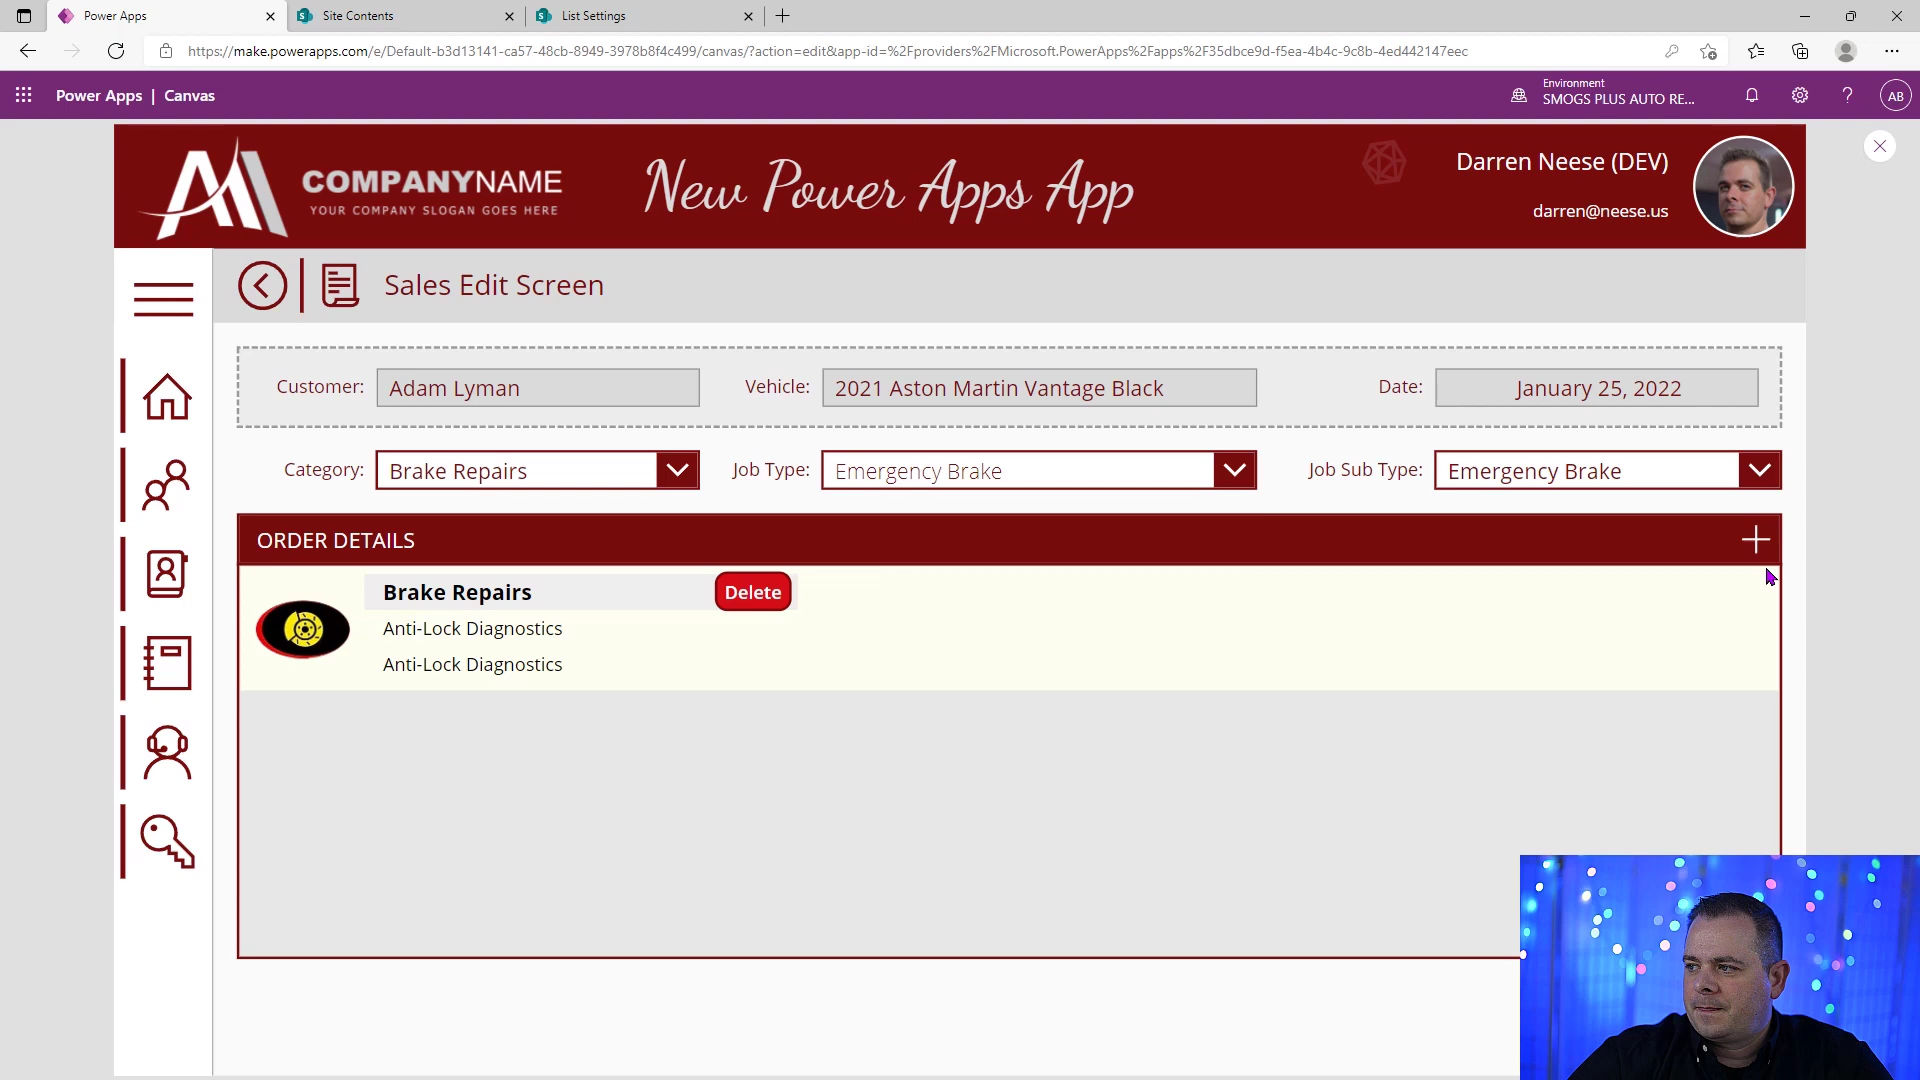 Power Apps
Site Contents
List Settings
https://make.powerapps.com/e/Default-b3d13141-ca57-48cb-8949-3978b8f4c499/canvas/?action=edit&app-id=%2Fproviders%2FMicrosoft.PowerApps%2Fapps%2F35dbce9d-f5ea-4b4c-9c8b-4ed442147eec
Power Apps | Canvas
Environment
SMOGS PLUS AUTO RE...
AB
COMPANYNAME
YOUR COMPANY SLOGAN GOES HERE
New Power Apps App
Darren Neese (DEV)
darren@neese.us
Sales Edit Screen
Customer: Adam Lyman Vehicle: 2021 Aston Martin Vantage Black Date: January 25, 2022
Category: Brake Repairs Job Type: Emergency Brake Job Sub Type: Emergency Brake
ORDER DETAILS
Brake Repairs Delete
Anti-Lock Diagnostics
Anti-Lock Diagnostics